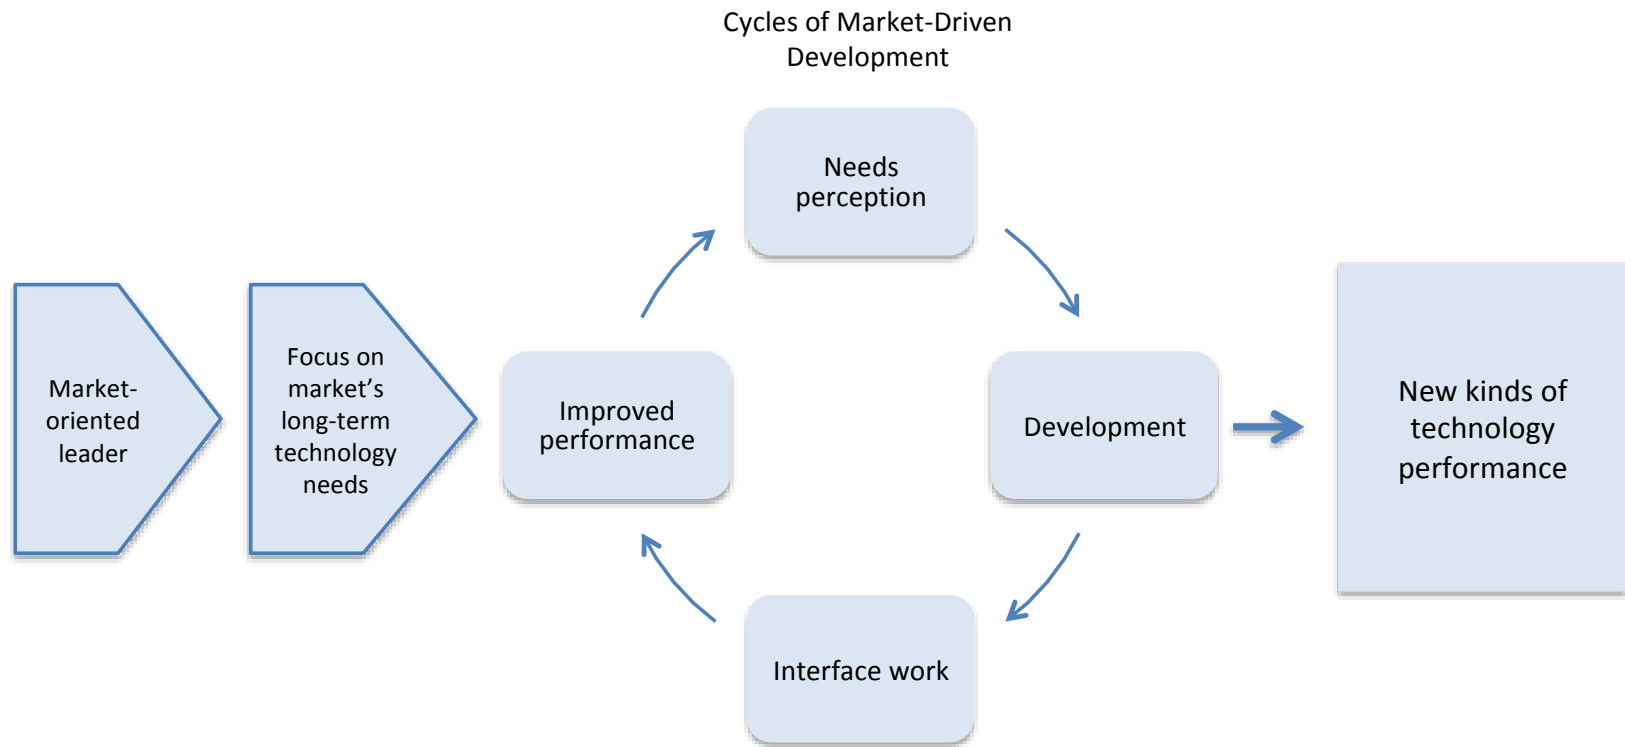 Cycles of Market-Driven
Development
Needs
perception
Market-
oriented
leader
Focus on
market’s
long-term
technology
needs
Improved
performance
Development
New kinds of
technology
performance
Interface work